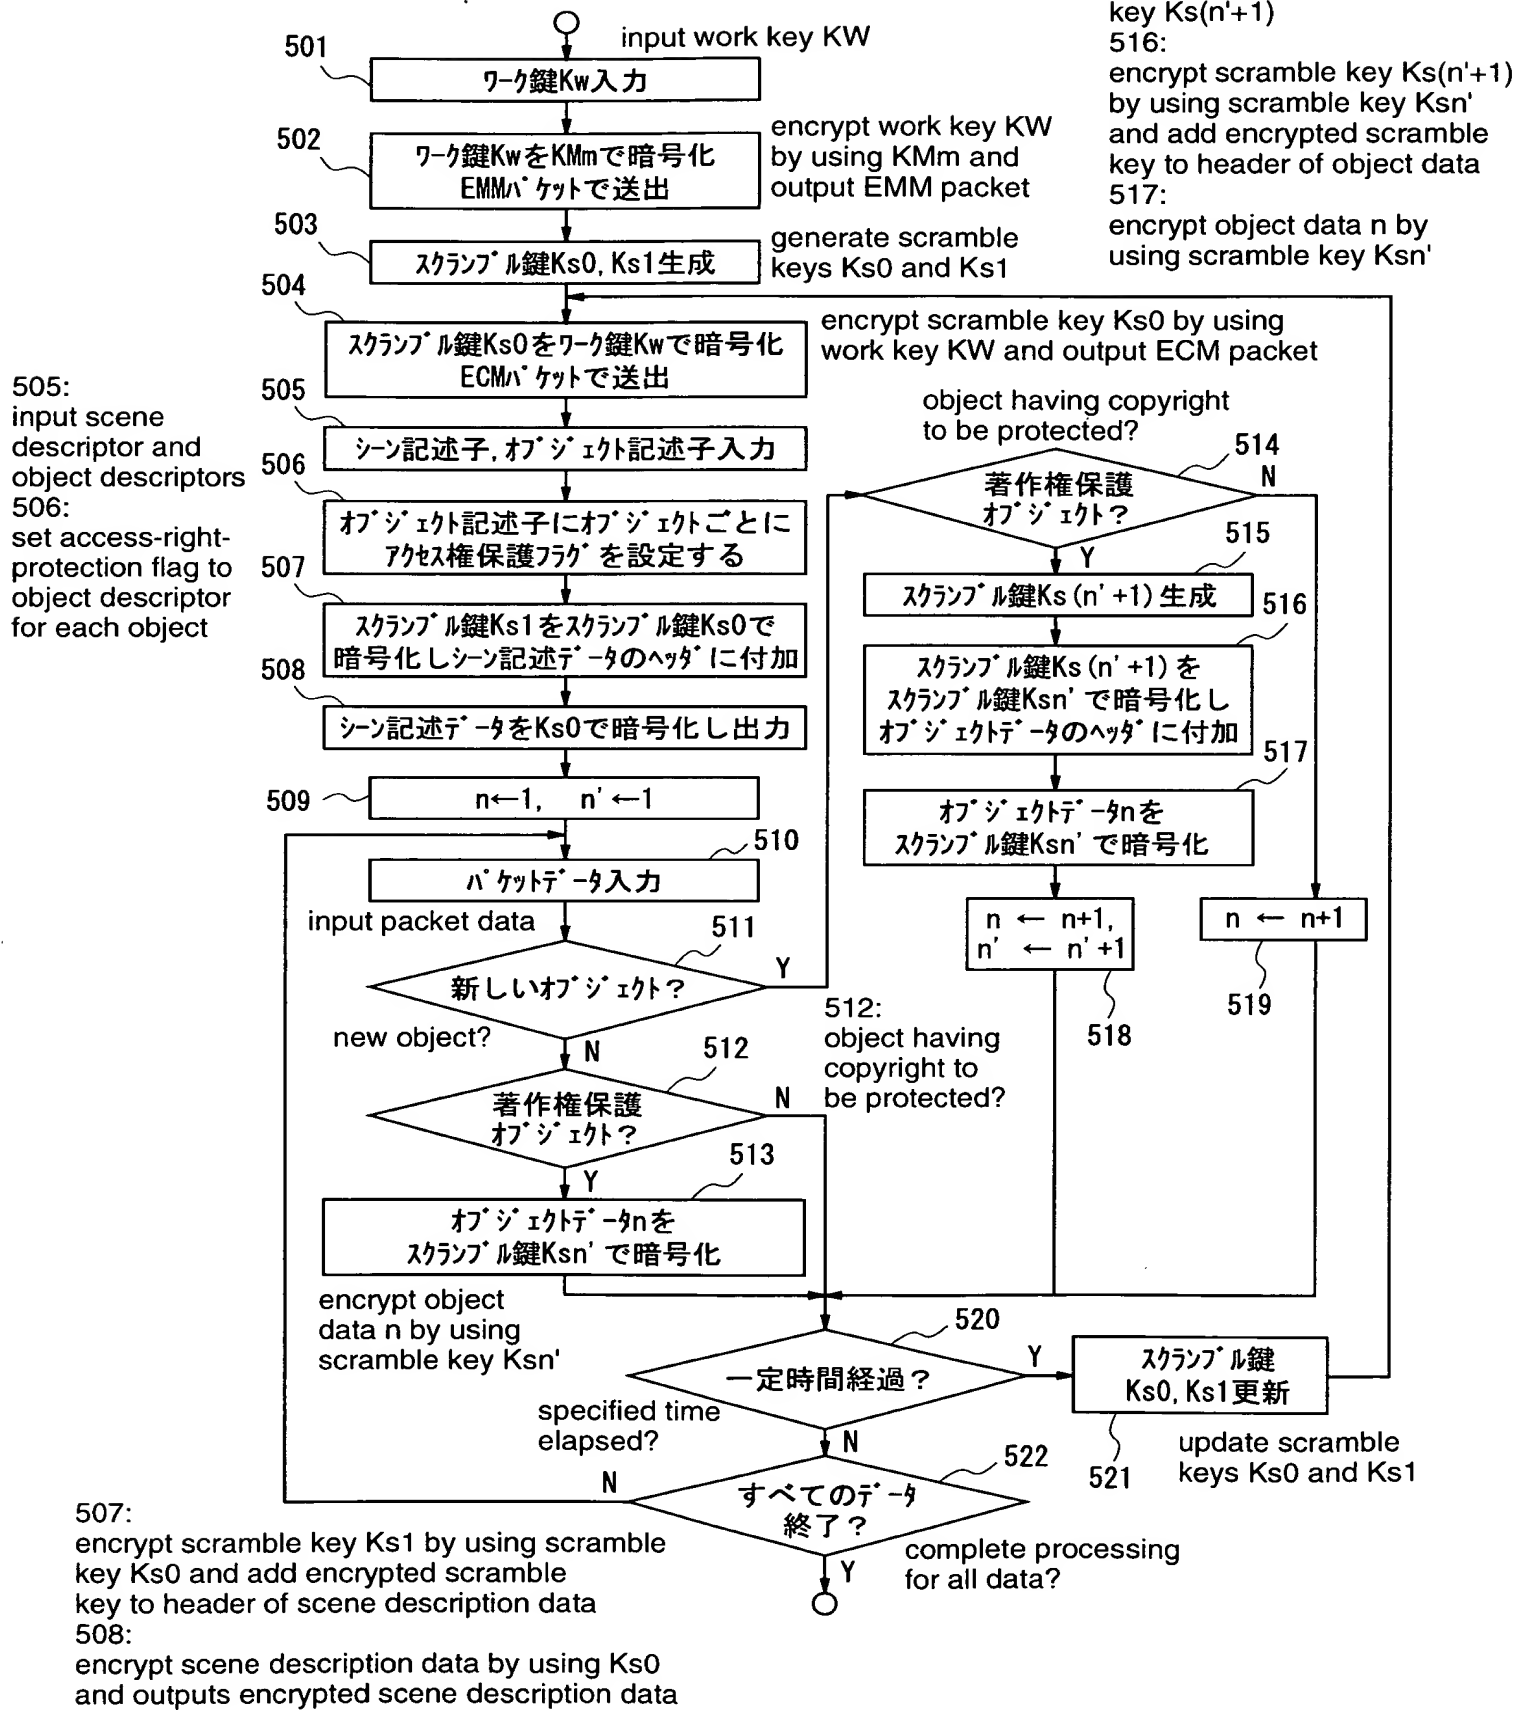 key Ks(n'+1)
516:
encrypt scramble key Ks(n'+1)
by using scramble key Ksn'
and add encrypted scramble
key to header of object data
517:
encrypt object data n by
using scramble key Ksn'
input work key KW
501
ﾜｰｸ鍵Kw入力
502
ﾜｰｸ鍵KwをKMmで暗号化
EMMﾊﾟｹｯﾄで送出
encrypt work key KW
by using KMm and
output EMM packet
503
ｽｸﾗﾝﾌﾞﾙ鍵Ks0,Ks1生成
generate scramble
keys Ks0 and Ks1
504
ｽｸﾗﾝﾌﾞﾙ鍵Ks0をﾜｰｸ鍵Kwで暗号化
ECMﾊﾟｹｯﾄで送出
encrypt scramble key Ks0 by using
work key KW and output ECM packet
505:
input scene
descriptor and
object descriptors
506:
set access-right-
protection flag to
object descriptor
for each object
505
ｼｰﾝ記述子,ｵﾌﾞｼﾞｪｸﾄ記述子入力
506
ｵﾌﾞｼﾞｪｸﾄ記述子にｵﾌﾞｼﾞｪｸﾄごとに
ｱｸｾｽ権保護ﾌﾗｸﾞを設定する
507
ｽｸﾗﾝﾌﾞﾙ鍵Ks1をｽｸﾗﾝﾌﾞﾙ鍵Ks0で
暗号化しｼｰﾝ記述ﾃﾞｰﾀのﾍｯﾀﾞに付加
508
ｼｰﾝ記述ﾃﾞｰﾀをKs0で暗号化し出力
509
n←1, n'←1
510
ﾊﾟｹｯﾄﾃﾞｰﾀ入力
input packet data
511
新しいｵﾌﾞｼﾞｪｸﾄ?
Y
new object?
N
512
著作権保護
ｵﾌﾞｼﾞｪｸﾄ?
N
512:
object having
copyright to
be protected?
Y
513
ｵﾌﾞｼﾞｪｸﾄﾃﾞｰﾀnを
ｽｸﾗﾝﾌﾞﾙ鍵Ksn'で暗号化
encrypt object
data n by using
scramble key Ksn'
object having copyright
to be protected?
514
著作権保護
ｵﾌﾞｼﾞｪｸﾄ?
N
Y
515
ｽｸﾗﾝﾌﾞﾙ鍵Ks(n'+1)生成
516
ｽｸﾗﾝﾌﾞﾙ鍵Ks(n'+1)を
ｽｸﾗﾝﾌﾞﾙ鍵Ksn'で暗号化し
ｵﾌﾞｼﾞｪｸﾄﾃﾞｰﾀのﾍｯﾀﾞに付加
517
ｵﾌﾞｼﾞｪｸﾄﾃﾞｰﾀnを
ｽｸﾗﾝﾌﾞﾙ鍵Ksn'で暗号化
n ← n+1,
n' ← n'+1
518
n ← n+1
519
520
一定時間経過?
Y
specified time
elapsed?
N
ｽｸﾗﾝﾌﾞﾙ鍵
Ks0,Ks1更新
521
update scramble
keys Ks0 and Ks1
522
すべてのﾃﾞｰﾀ
終了?
N
Y
complete processing
for all data?
507:
encrypt scramble key Ks1 by using scramble
key Ks0 and add encrypted scramble
key to header of scene description data
508:
encrypt scene description data by using Ks0
and outputs encrypted scene description data